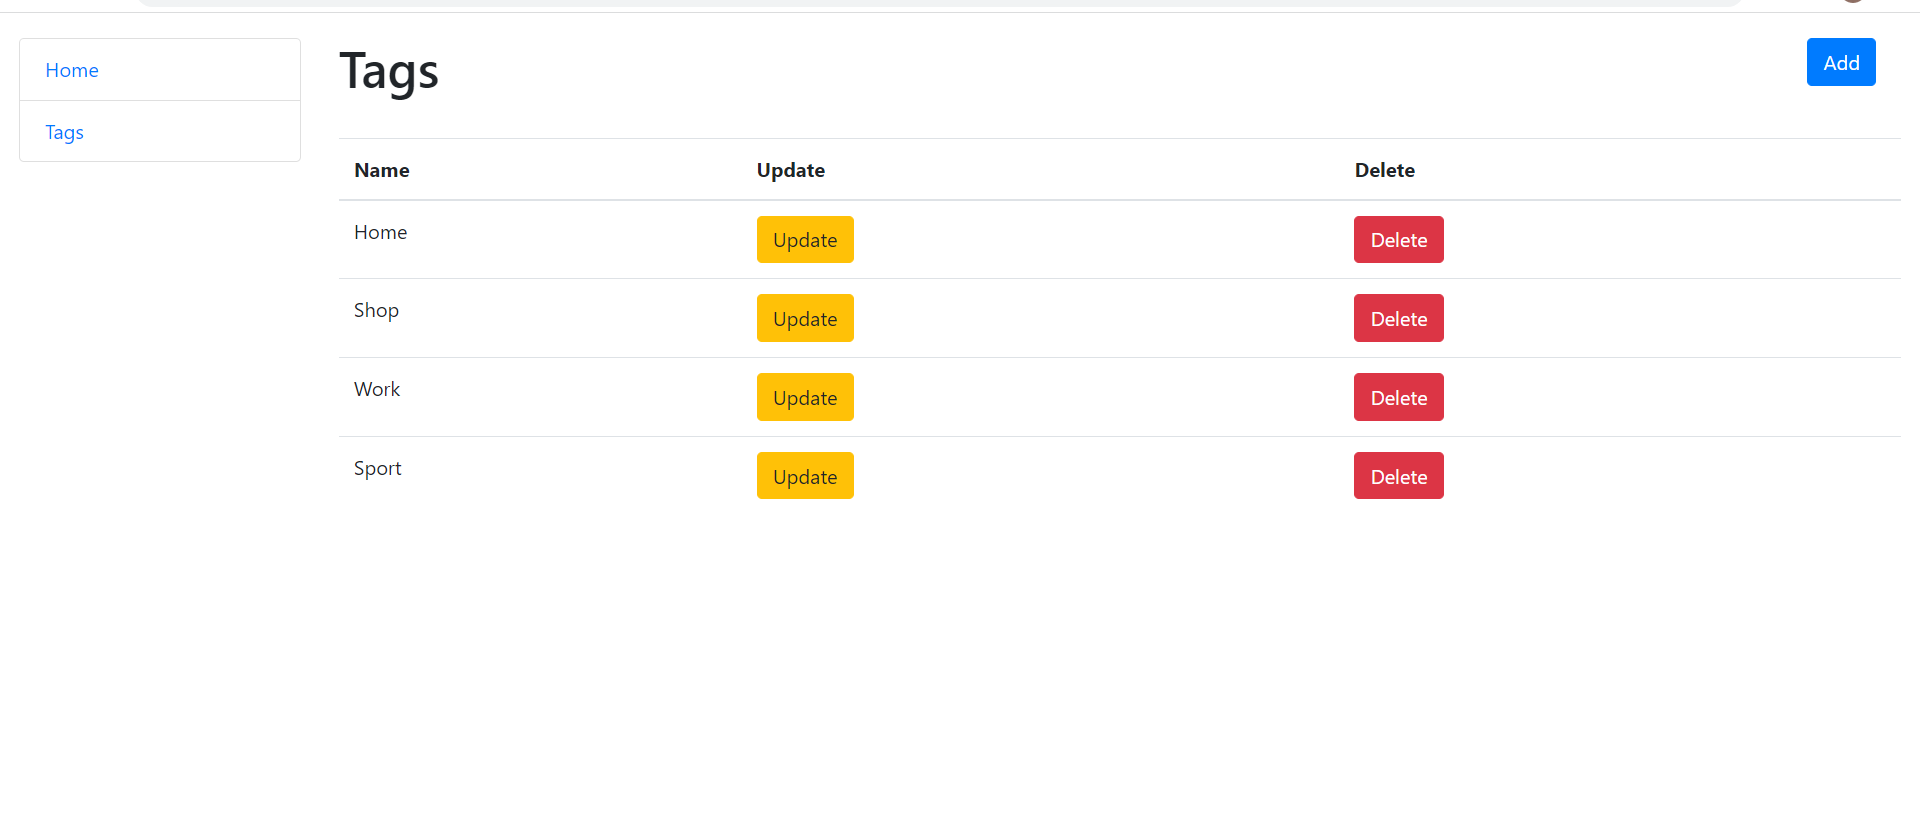 Home
Tags
Tags
Add
Name Update Delete
Home Update Delete
Shop Update Delete
Work Update Delete
Sport Update Delete